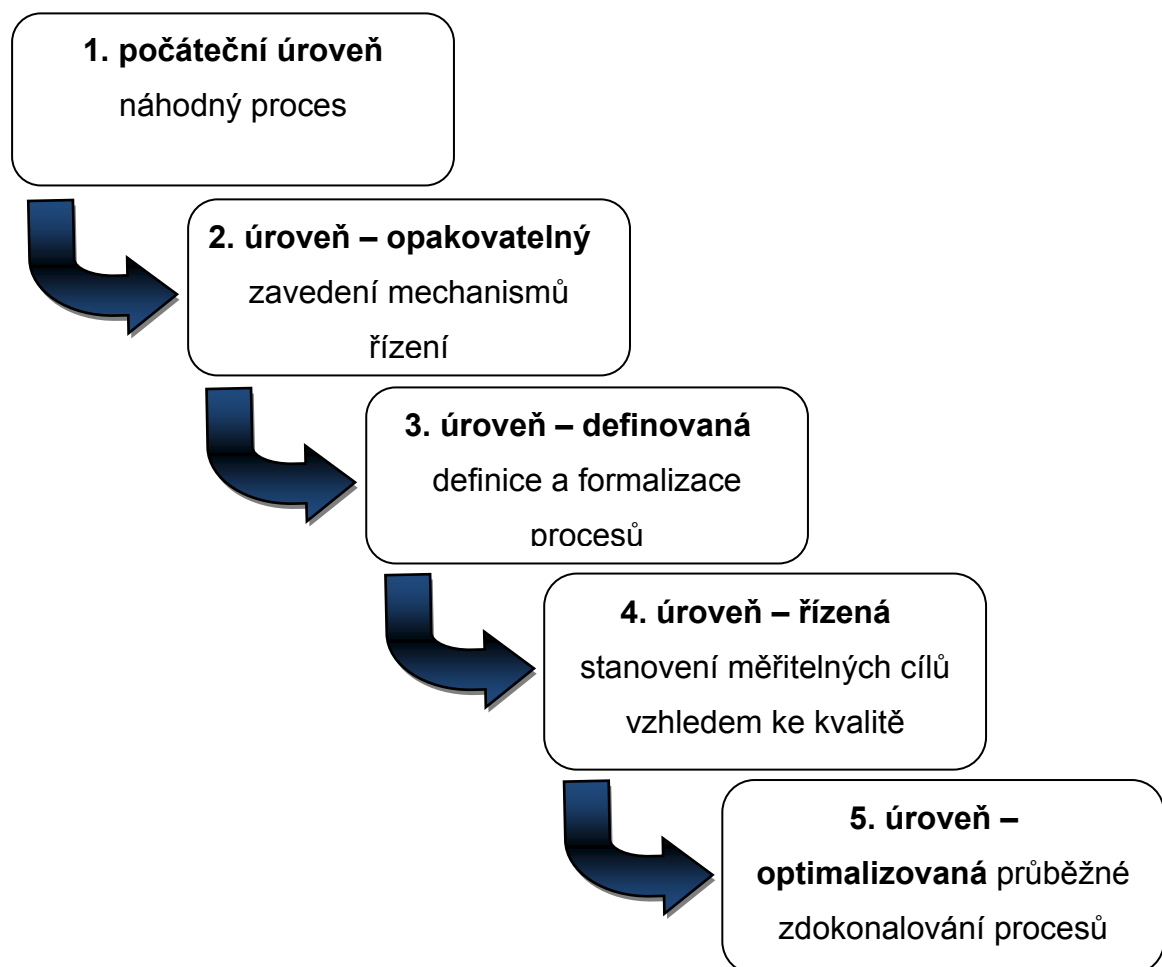 1. počáteční úroveň
náhodný proces
2. úroveň – opakovatelný
zavedení mechanismů
řízení
3. úroveň – definovaná
definice a formalizace
procesů
4. úroveň – řízená
stanovení měřitelných cílů
vzhledem ke kvalitě
5. úroveň –
optimalizovaná průběžné
zdokonalování procesů